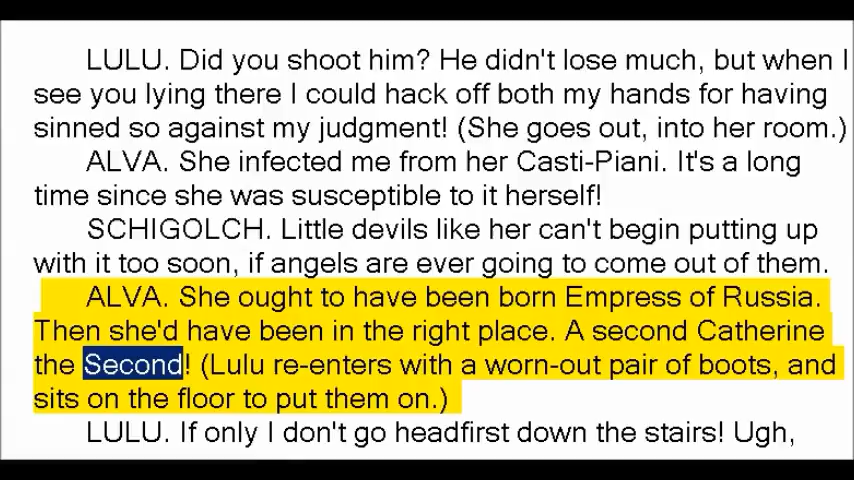 LULU. Did you shoot him? He didn't lose much, but when I
see you lying there I could hack off both my hands for having
sinned so against my judgment! (She goes out, into her room.)
ALVA. She infected me from her Casti-Piani. It's a long
time since she was susceptible to it herself!
SCHIGOLCH. Little devils like her can't begin putting up
with it too soon, if angels are ever going to come out of them.
ALVA. She ought to have been born Empress of Russia.
Then she'd have been in the right place. A second Catherine
the Second! (Lulu re-enters with a worn-out pair of boots, and
sits on the floor to put them on.)
LULU. If only I don't go headfirst down the stairs! Ugh,